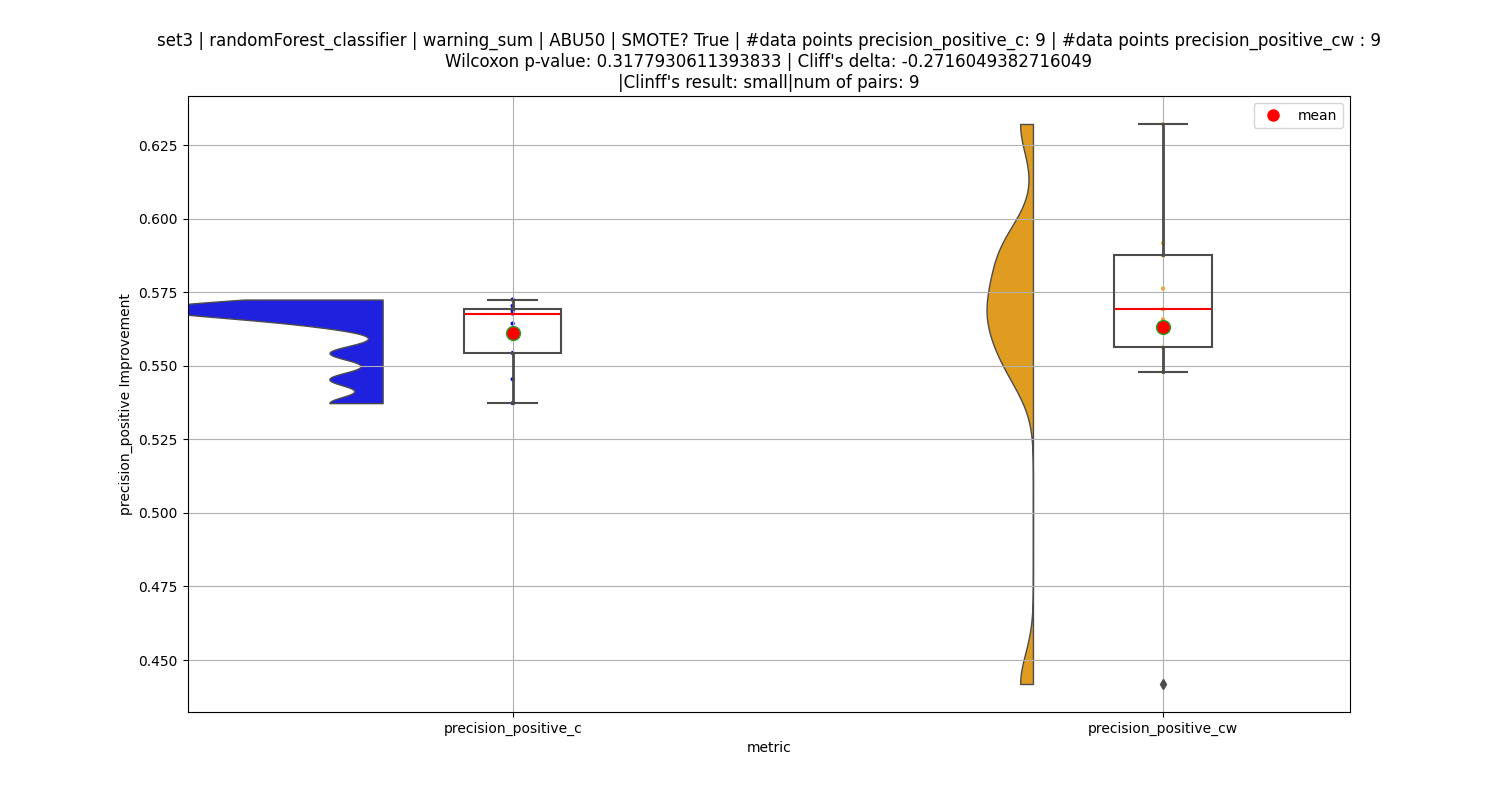 set3 | randomForest_classifier | warning_sum | ABU50 | SMOTE? True | #data points precision_positive_c: 9 | #data points precision_positive_cw : 9
Wilcoxon p-value: 0.3177930611393833 | Cliff's delta: -0.2716049382716049
|Clinff's result: small|num of pairs: 9
mean
0.625
0.600
0.575
0.550
0.525
0.500
0.475
0.450
precision_positive Improvement
precision_positive_c
precision_positive_cw
metric